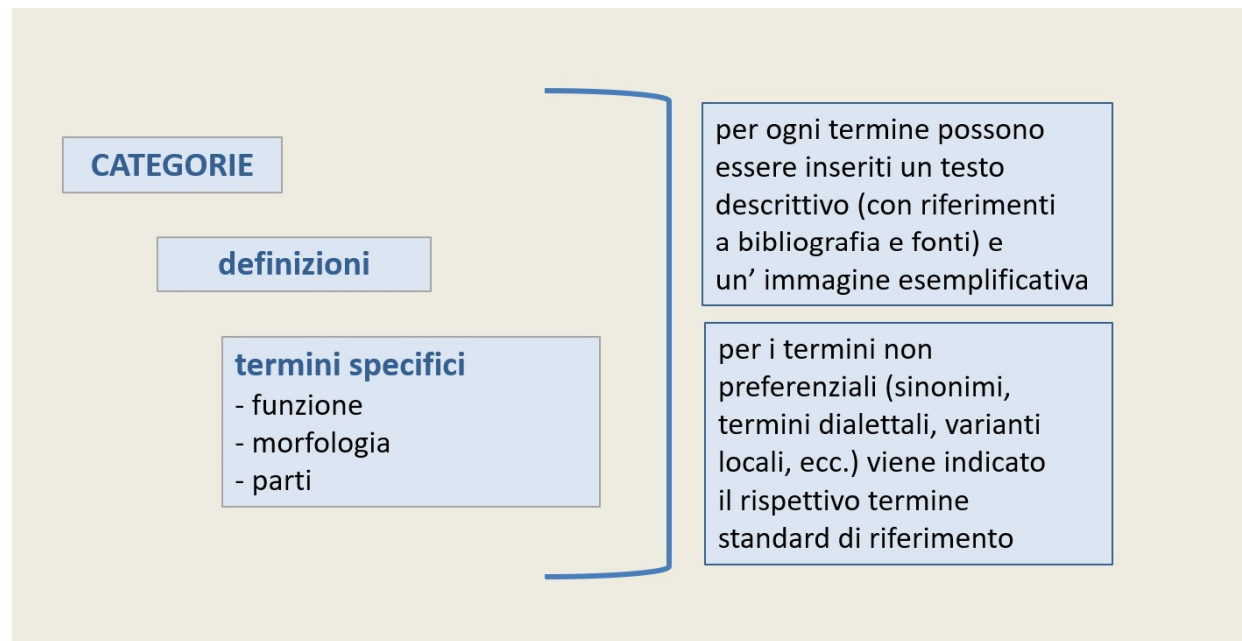 CATEGORIE
definizioni
termini specifici
- funzione
- morfologia
- parti
per ogni termine possono
essere inseriti un testo
descrittivo (con riferimenti
a bibliografia e fonti) e
un’ immagine esemplificativa
per i termini non
preferenziali (sinonimi,
termini dialettali, varianti
locali, ecc.) viene indicato
il rispettivo termine
standard di riferimento